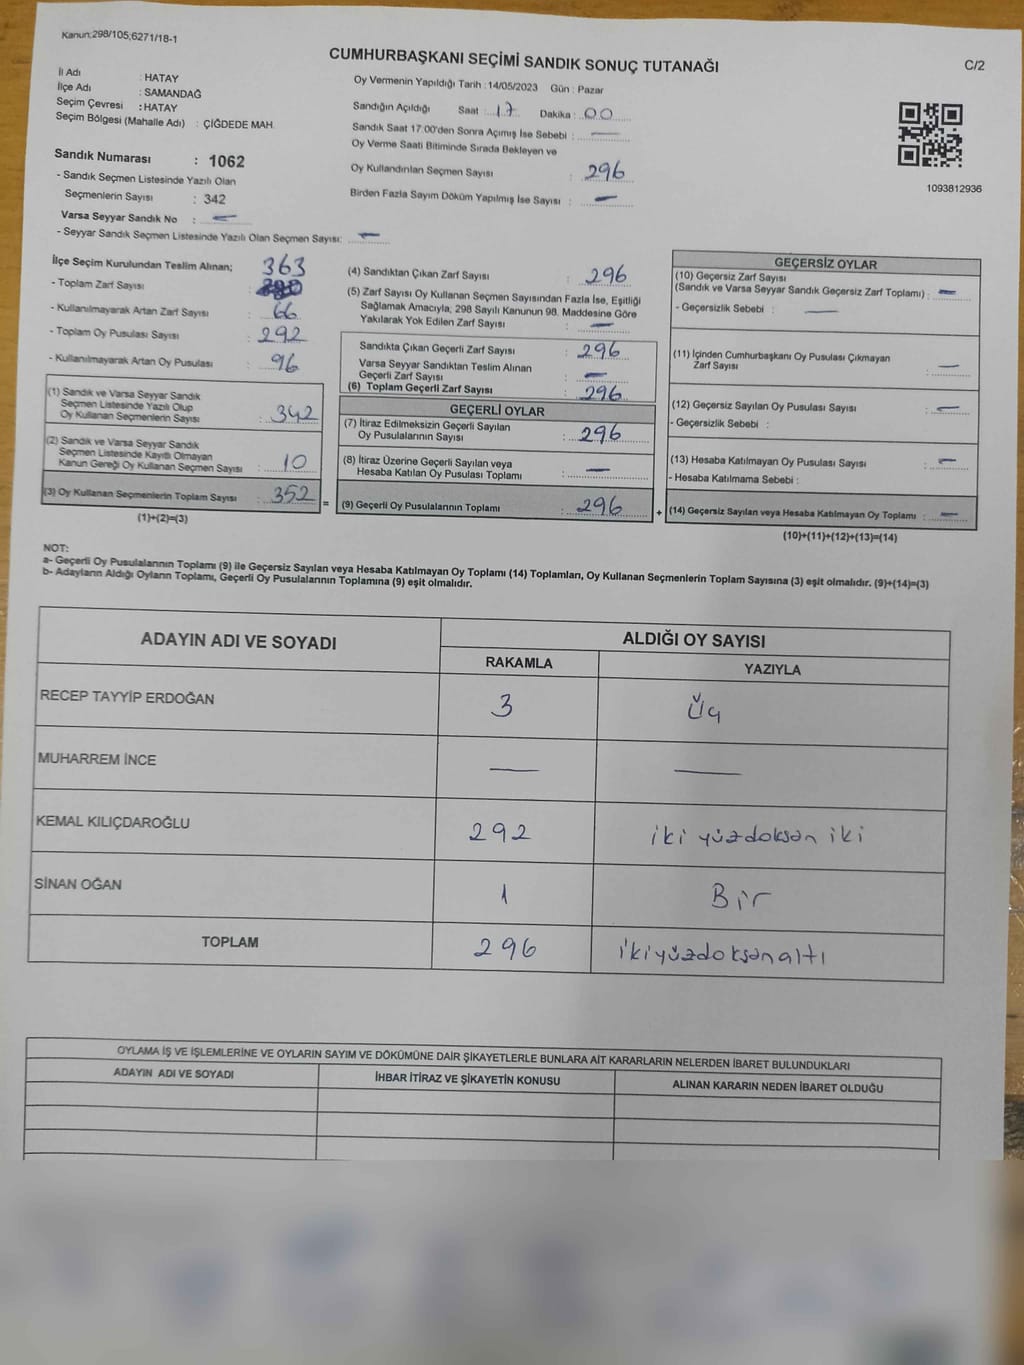 Kanun:298/105,6271/18-1
CUMHURBAŞKANI SEÇİMİ SANDIK SONUÇ TUTANAĞI
C/2
İl Adı : HATAY
İlçe Adı : SAMANDAĞ
Seçim Çevresi : HATAY
Seçim Bölgesi (Mahalle Adı) : ÇİĞDEDE MAH.
Sandık Numarası : 1062
- Sandık Seçmen Listesinde Yazılı Olan
Seçmenlerin Sayısı : 342
Varsa Seyyar Sandık No : —
- Seyyar Sandık Seçmen Listesinde Yazılı Olan Seçmen Sayısı: —
Oy Vermenin Yapıldığı Tarih : 14/05/2023 Gün : Pazar
Sandığın Açıldığı Saat : 17 Dakika : 00
Sandık Saat 17.00'den Sonra Açımış İse Sebebi : —
Oy Verme Saati Bitiminde Sırada Bekleyen ve
Oy Kullandırılan Seçmen Sayısı : 296
Birden Fazla Sayım Döküm Yapılmış İse Sayısı : —
1093812936
İlçe Seçim Kurulundan Teslim Alınan; 363
- Toplam Zarf Sayısı :
- Kullanılmayarak Artan Zarf Sayısı : 66
- Toplam Oy Pusulası Sayısı : 292
- Kullanılmayarak Artan Oy Pusulası : 96
(1) Sandık ve Varsa Seyyar Sandık
Seçmen Listesinde Yazılı Olup
Oy Kullanan Seçmenlerin Sayısı : 342
(2) Sandık ve Varsa Seyyar Sandık
Seçmen Listesinde Kayıtlı Olmayan
Kanun Gereği Oy Kullanan Seçmen Sayısı : 10
(3) Oy Kullanan Seçmenlerin Toplam Sayısı : 352 =
(1)+(2)=(3)
(4) Sandıktan Çıkan Zarf Sayısı : 296
(5) Zarf Sayısı Oy Kullanan Seçmen Sayısından Fazla İse, Eşitliği
Sağlamak Amacıyla, 298 Sayılı Kanunun 98. Maddesine Göre
Yakılarak Yok Edilen Zarf Sayısı : —
Sandıkta Çıkan Geçerli Zarf Sayısı : 296
Varsa Seyyar Sandıktan Teslim Alınan
Geçerli Zarf Sayısı : —
(6) Toplam Geçerli Zarf Sayısı : 296
GEÇERLİ OYLAR
(7) İtiraz Edilmeksizin Geçerli Sayılan
Oy Pusulalarının Sayısı : 296
(8) İtiraz Üzerine Geçerli Sayılan veya
Hesaba Katılan Oy Pusulası Toplamı : —
(9) Geçerli Oy Pusulalarının Toplamı : 296 +
GEÇERSİZ OYLAR
(10) Geçersiz Zarf Sayısı
(Sandık ve Varsa Seyyar Sandık Geçersiz Zarf Toplamı) : —
- Geçersizlik Sebebi : —
(11) İçinden Cumhurbaşkanı Oy Pusulası Çıkmayan
Zarf Sayısı : —
(12) Geçersiz Sayılan Oy Pusulası Sayısı : —
- Geçersizlik Sebebi :
(13) Hesaba Katılmayan Oy Pusulası Sayısı : —
- Hesaba Katılmama Sebebi :
(14) Geçersiz Sayılan veya Hesaba Katılmayan Oy Toplamı : —
(10)+(11)+(12)+(13)=(14)
NOT:
a- Geçerli Oy Pusulalarının Toplamı (9) ile Geçersiz Sayılan veya Hesaba Katılmayan Oy Toplamı (14) Toplamları, Oy Kullanan Seçmenlerin Toplam Sayısına (3) eşit olmalıdır. (9)+(14)=(3)
b- Adayların Aldığı Oyların Toplamı, Geçerli Oy Pusulalarının Toplamına (9) eşit olmalıdır.
ADAYIN ADI VE SOYADI ALDIĞI OY SAYISI
RAKAMLA YAZIYLA
RECEP TAYYİP ERDOĞAN 3 Üç
MUHARREM İNCE — —
KEMAL KILIÇDAROĞLU 292 iki yüzdoksan iki
SİNAN OĞAN 1 Bir
TOPLAM 296 ikiyüzdoksanaltı
OYLAMA İŞ VE İŞLEMLERİNE VE OYLARIN SAYIM VE DÖKÜMÜNE DAİR ŞİKAYETLERLE BUNLARA AİT KARARLARIN NELERDEN İBARET BULUNDUKLARI
ADAYIN ADI VE SOYADI İHBAR İTİRAZ VE ŞİKAYETİN KONUSU ALINAN KARARIN NEDEN İBARET OLDUĞU